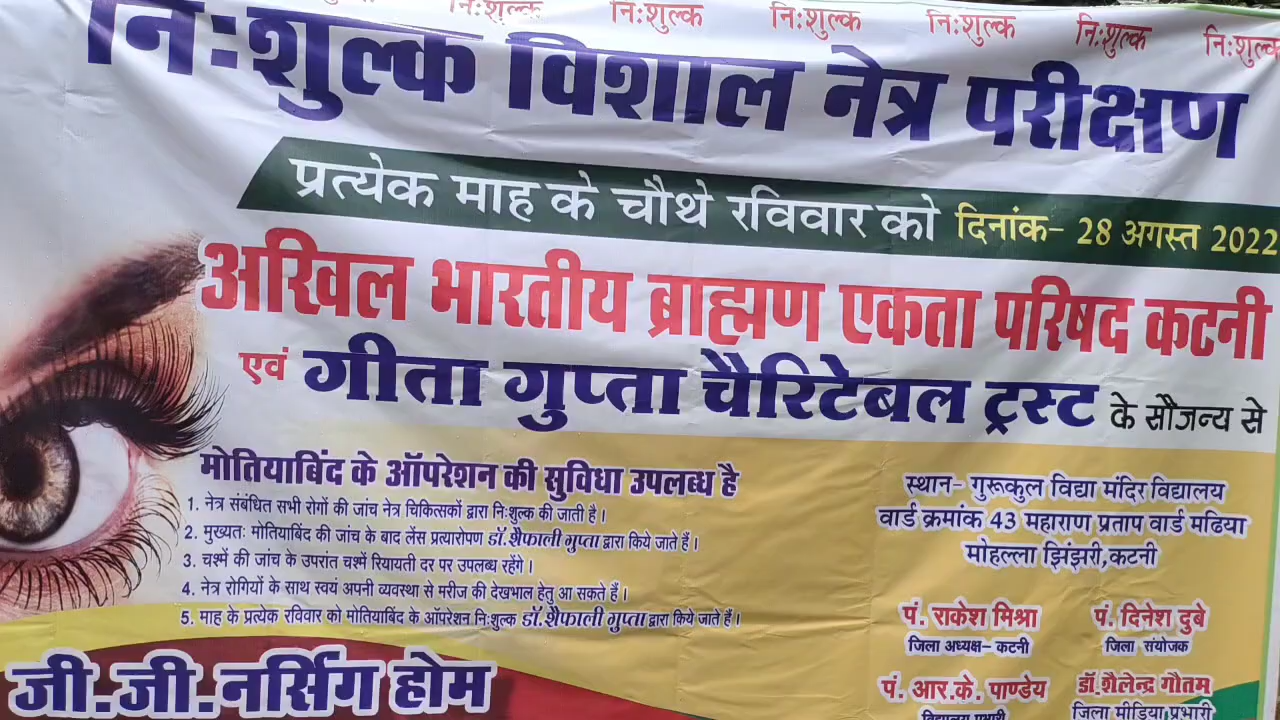 नि:शुल्क नि:शुल्क नि:शुल्क नि:शुल्क नि:शुल्क नि:शुल्क
नि:शुल्क विशाल नेत्र परीक्षण
प्रत्येक माह के चौथे रविवार को दिनांक- 28 अगस्त 2022
अखिल भारतीय ब्राह्मण एकता परिषद कटनी
एवं गीता गुप्ता चैरिटेबल ट्रस्ट के सौजन्य से
मोतियाबिंद के ऑपरेशन की सुविधा उपलब्ध है
1. नेत्र संबंधित सभी रोगों की जांच नेत्र चिकित्सकों द्वारा नि:शुल्क की जाती है।
2. मुख्यत: मोतियाबिंद की जांच के बाद लेंस प्रत्यारोपण डॉ. शैफाली गुप्ता द्वारा किये जाते हैं।
3. चश्में की जांच के उपरांत चश्में रियायती दर पर उपलब्ध रहेंगे।
4. नेत्र रोगियों के साथ स्वयं अपनी व्यवस्था से मरीज की देखभाल हेतु आ सकते हैं।
5. माह के प्रत्येक रविवार को मोतियाबिंद के ऑपरेशन नि:शुल्क डॉ. शैफाली गुप्ता द्वारा किये जाते हैं।
जी.जी.नर्सिंग होम
स्थान- गुरूकुल विद्या मंदिर विद्यालय
वार्ड क्रमांक 43 महाराण प्रताप वार्ड मढिया
मोहल्ला झिंझरी,कटनी
पं. राकेश मिश्रा पं. दिनेश दुबे
जिला अध्यक्ष- कटनी जिला संयोजक
पं. आर.के. पाण्डेय डॉ. शैलेन्द्र गौतम
विद्यालय प्रभारी जिला मीडिया प्रभारी